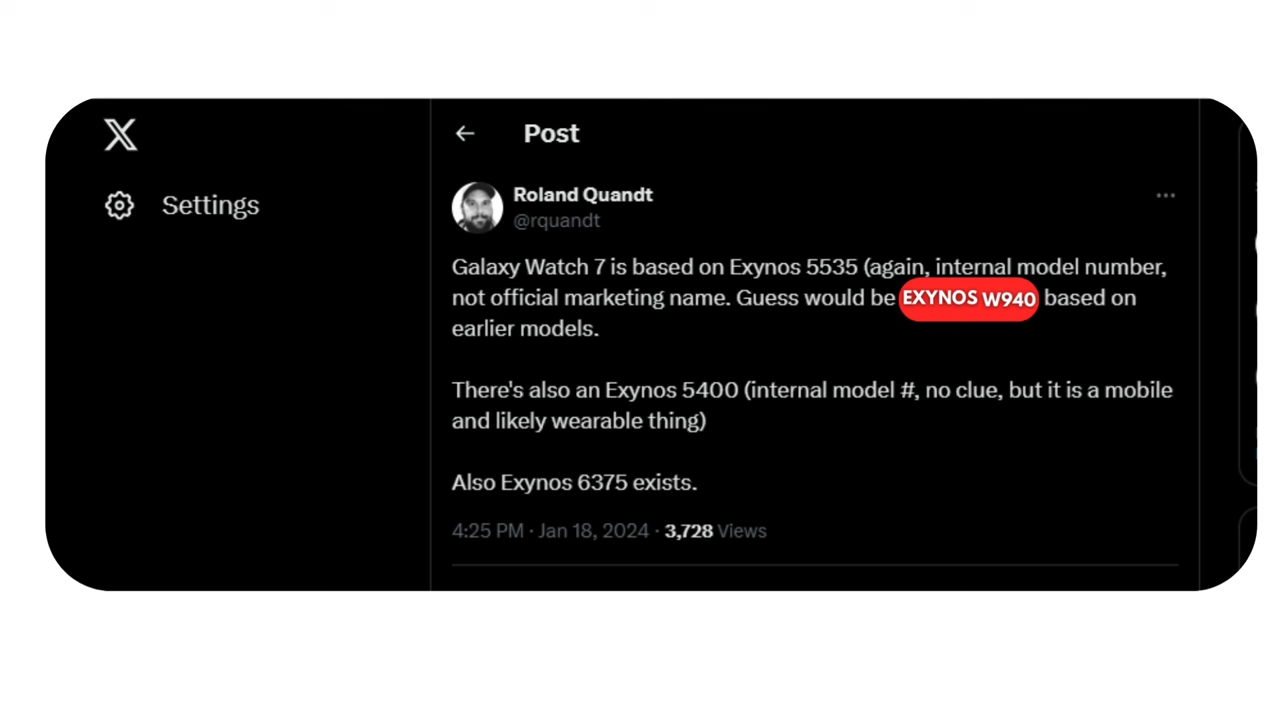 X
Post
Settings
Roland Quandt
@rquandt
Galaxy Watch 7 is based on Exynos 5535 (again, internal model number,
not official marketing name. Guess would be EXYNOS W940 based on
earlier models.
There's also an Exynos 5400 (internal model #, no clue, but it is a mobile
and likely wearable thing)
Also Exynos 6375 exists.
4:25 PM · Jan 18, 2024 · 3,728 Views